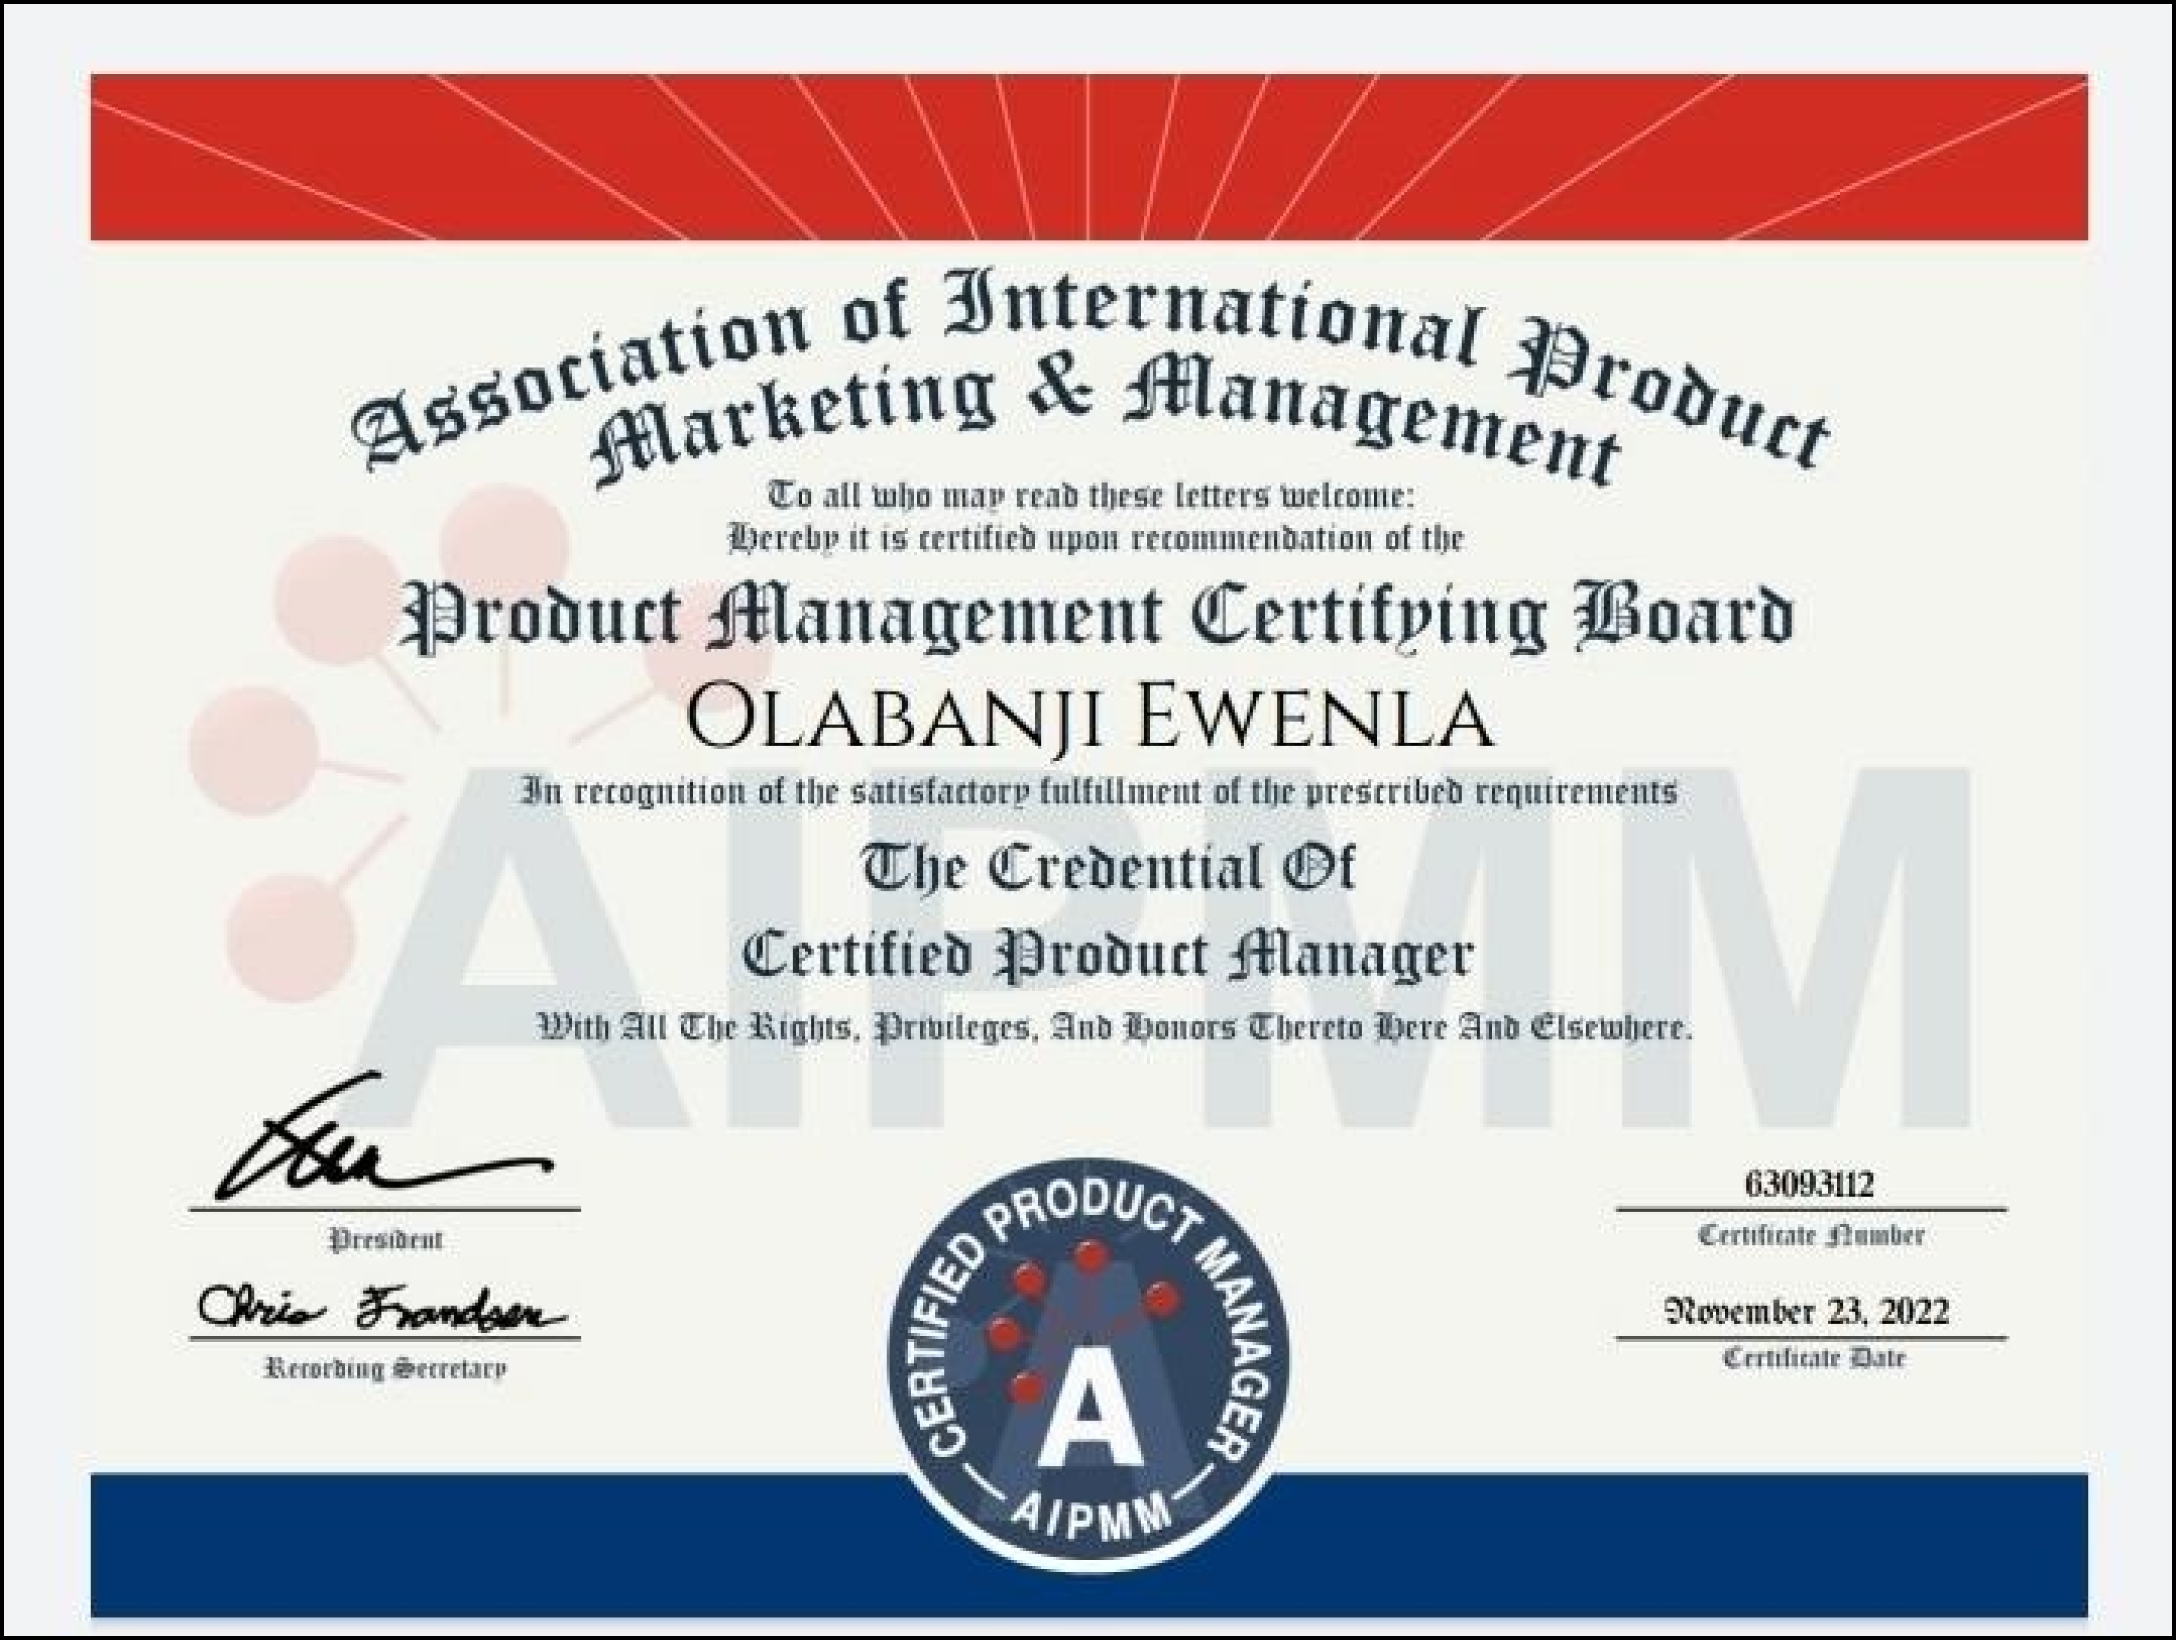 Association of International Product
Marketing & Management
To all who may read these letters welcome:
Hereby it is certified upon recommendation of the
Product Management Certifying Board
OLABANJI EWENLA
In recognition of the satisfactory fulfillment of the prescribed requirements
The Credential Of
Certified Product Manager
With All The Rights, Privileges, And Honors Thereto Here And Elsewhere.
AIPMM
President
Chris Frandsen
Recording Secretary
CERTIFIED PRODUCT MANAGER
A
AIPMM
63093112
Certificate Number
November 23, 2022
Certificate Date